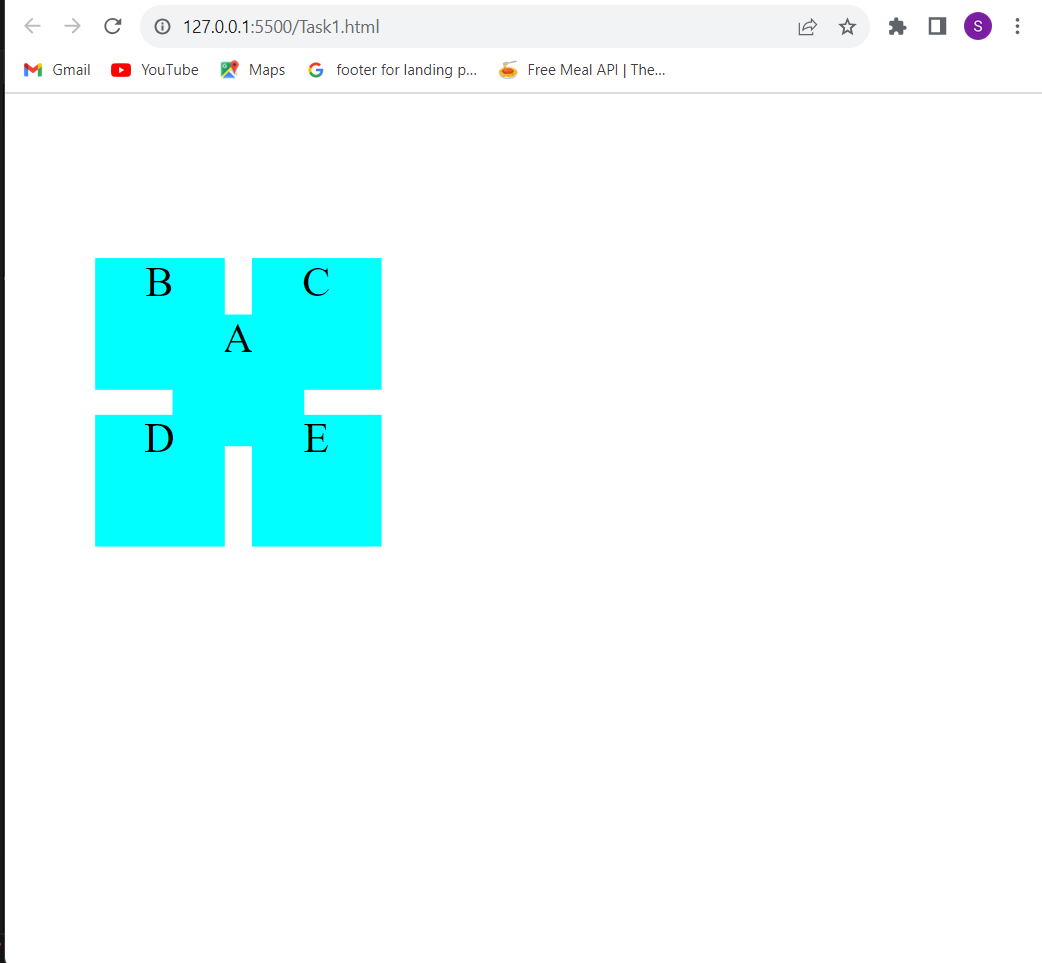 127.0.0.1:5500/Task1.html
S
Gmail YouTube Maps footer for landing p... Free Meal API | The...
B C
A
D E